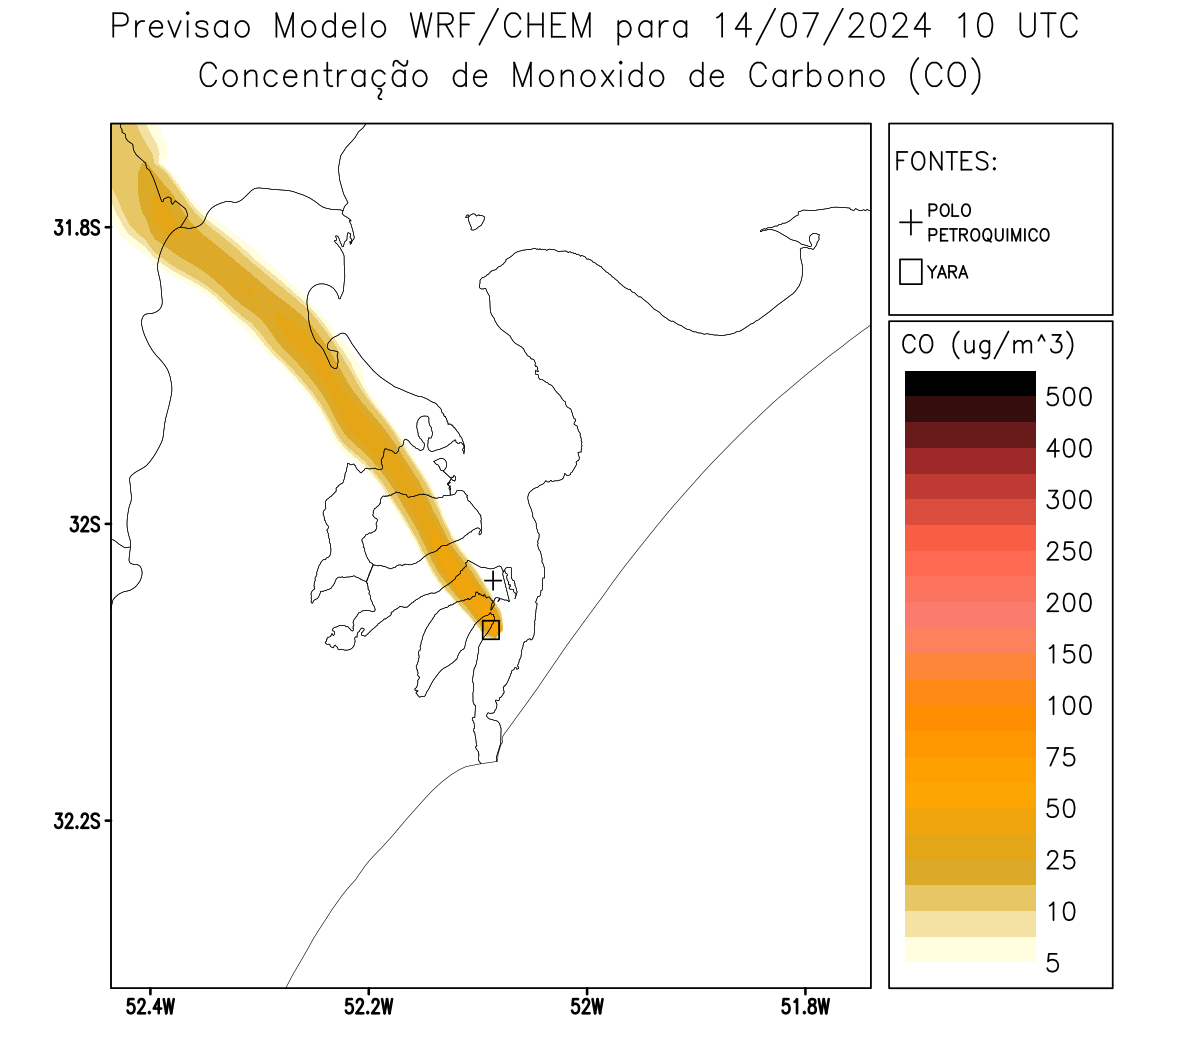 Previsao Modelo WRF/CHEM para 14/07/2024 10 UTC
Concentração de Monoxido de Carbono (CO)
FONTES:
POLO
PETROQUIMICO
YARA
CO (ug/m^3)
500
400
300
250
200
150
100
75
50
25
10
5
31.8S
32S
32.2S
52.4W
52.2W
52W
51.8W